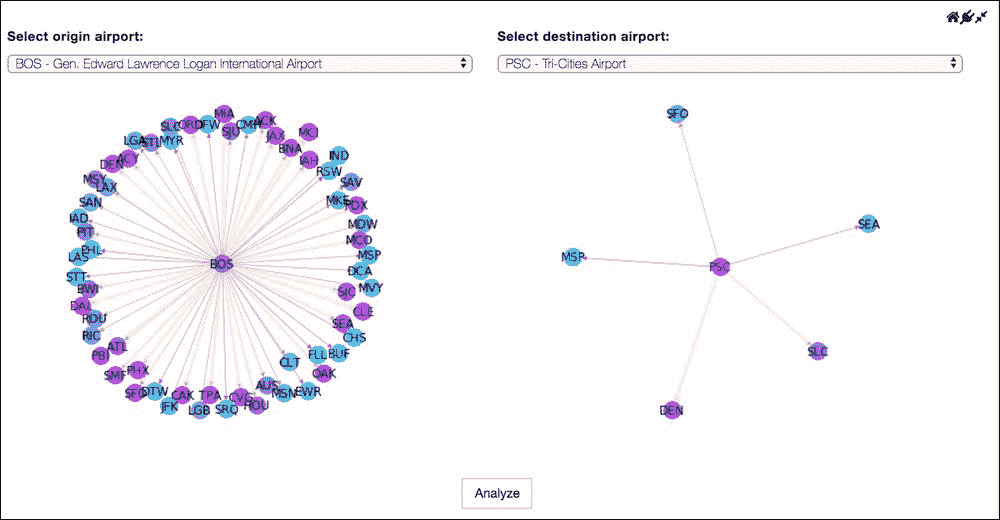 Select origin airport:
BOS - Gen. Edward Lawrence Logan International Airport
Select destination airport:
PSC - Tri-Cities Airport
MIA
ACK
SLC
ORD
DFW
SJU
CMH
JAX
MCI
LGA
STL
MYR
BNA
DEN
ACY
IAH
IND
RSW
MSY
LAX
SAV
SAN
MKE
PDX
IAD
PIT
MDW
MCO
PHL
LAS
MSP
BOS
DCA
STT
BWI
SJC
MVY
DAL
RDU
CLE
SEA
RIC
CHS
ATL
PBI
BUF
FLL
CLT
SMF
PHX
OAK
SFO
DTW
CAK
TPA
CVG
AUS
MSN
EWR
JFK
LGB
SRQ
HOU
SFO
SEA
MSP
PSC
SLC
DEN
Analyze